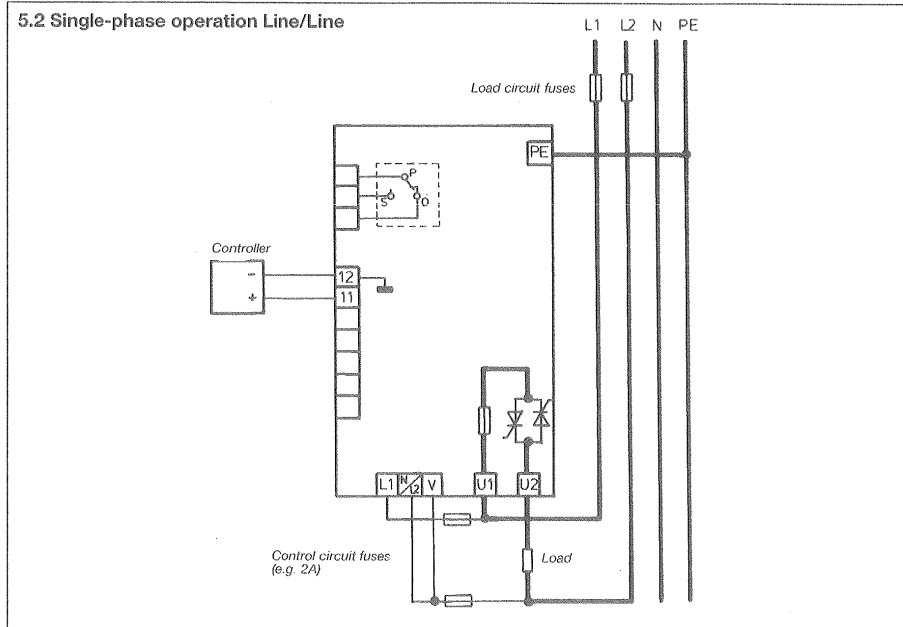 5.2 Single-phase operation Line/Line
L1 L2 N PE
Load circuit fuses
PE
P
S O
Controller
- 12
+ 11
L1 N/L2 V U1 U2
Control circuit fuses
(e.g. 2A)
Load